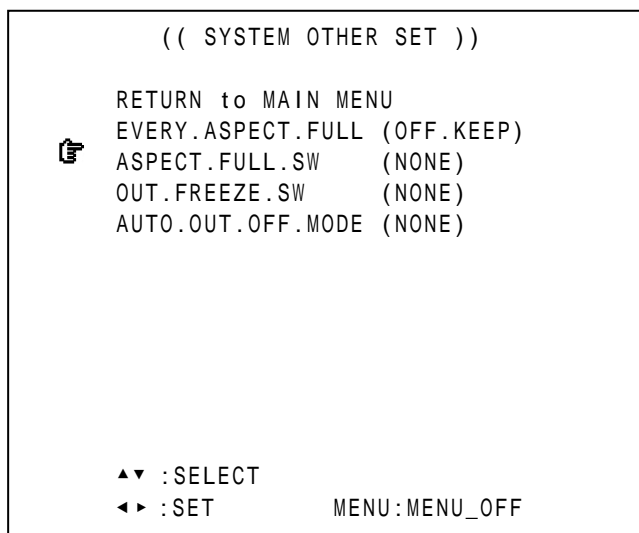 (( SYSTEM OTHER SET ))
RETURN to MAIN MENU
EVERY.ASPECT.FULL (OFF.KEEP)
ASPECT.FULL.SW (NONE)
OUT.FREEZE.SW (NONE)
AUTO.OUT.OFF.MODE (NONE)
▲▼ :SELECT
◄► :SET MENU:MENU_OFF